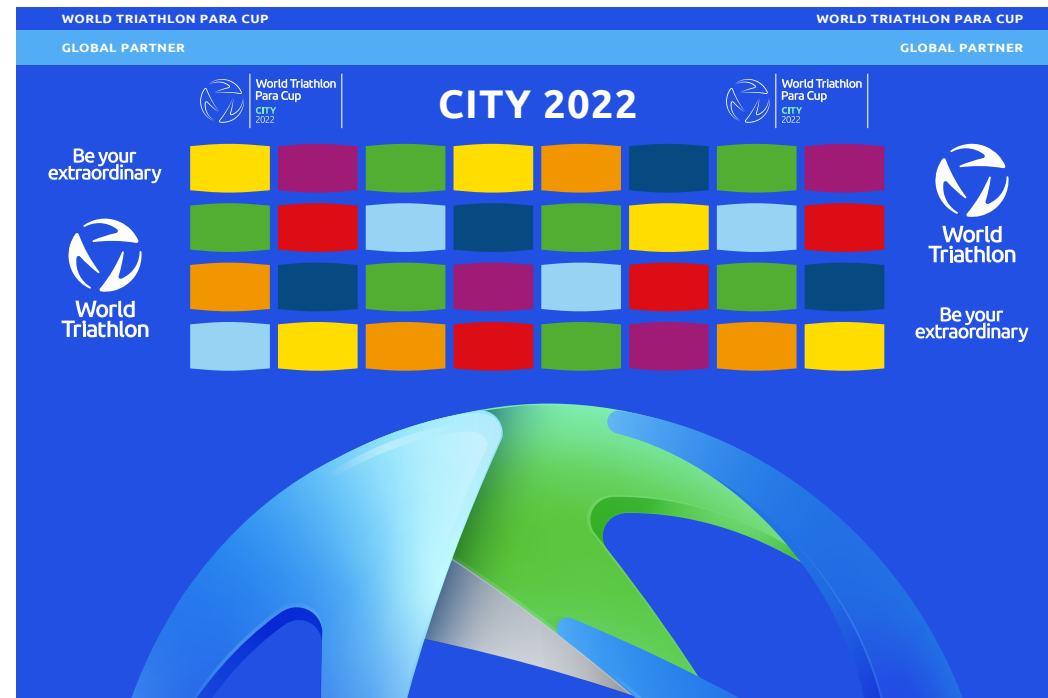 WORLD TRIATHLON PARA CUP
WORLD TRIATHLON PARA CUP
GLOBAL PARTNER
GLOBAL PARTNER
World Triathlon
Para Cup
CITY
2022
CITY 2022
World Triathlon
Para Cup
CITY
2022
Be your
extraordinary
World
Triathlon
World
Triathlon
Be your
extraordinary